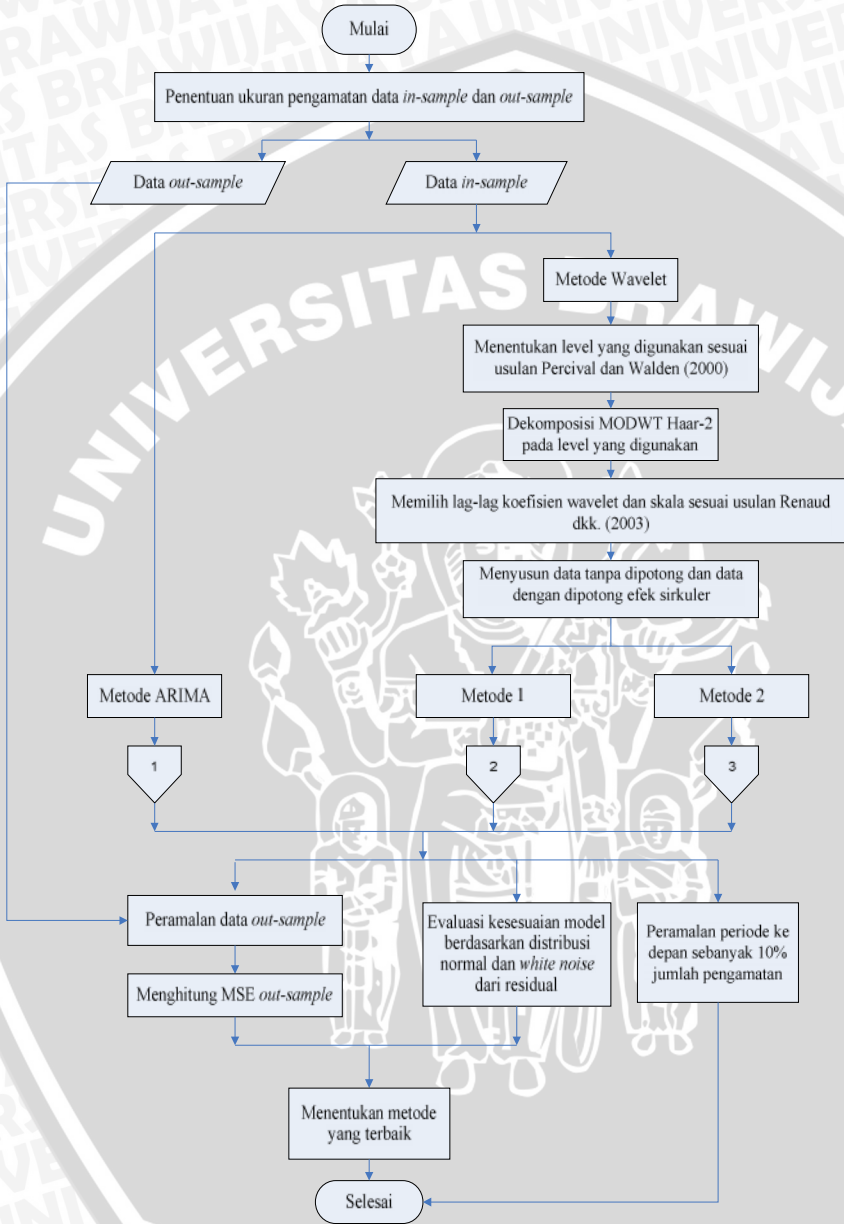 Mulai
Penentuan ukuran pengamatan data in-sample dan out-sample
Data out-sample
Data in-sample
Metode Wavelet
Menentukan level yang digunakan sesuai
usulan Percival dan Walden (2000)
Dekomposisi MODWT Haar-2
pada level yang digunakan
Memilih lag-lag koefisien wavelet dan skala sesuai usulan Renaud
dkk. (2003)
Menyusun data tanpa dipotong dan data
dengan dipotong efek sirkuler
Metode ARIMA
Metode 1
Metode 2
1
2
3
Peramalan data out-sample
Menghitung MSE out-sample
Evaluasi kesesuaian model
berdasarkan distribusi
normal dan white noise
dari residual
Peramalan periode ke
depan sebanyak 10%
jumlah pengamatan
Menentukan metode
yang terbaik
Selesai
UNIVERSITAS BRAWIJA